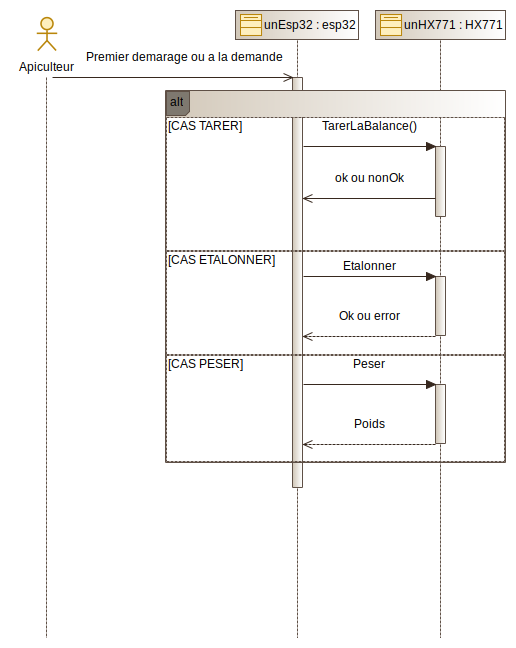 unEsp32 : esp32
unHX771 : HX771
Apiculteur
Premier demarage ou a la demande
alt
[CAS TARER]
TarerLaBalance()
ok ou nonOk
[CAS ETALONNER]
Etalonner
Ok ou error
[CAS PESER]
Peser
Poids